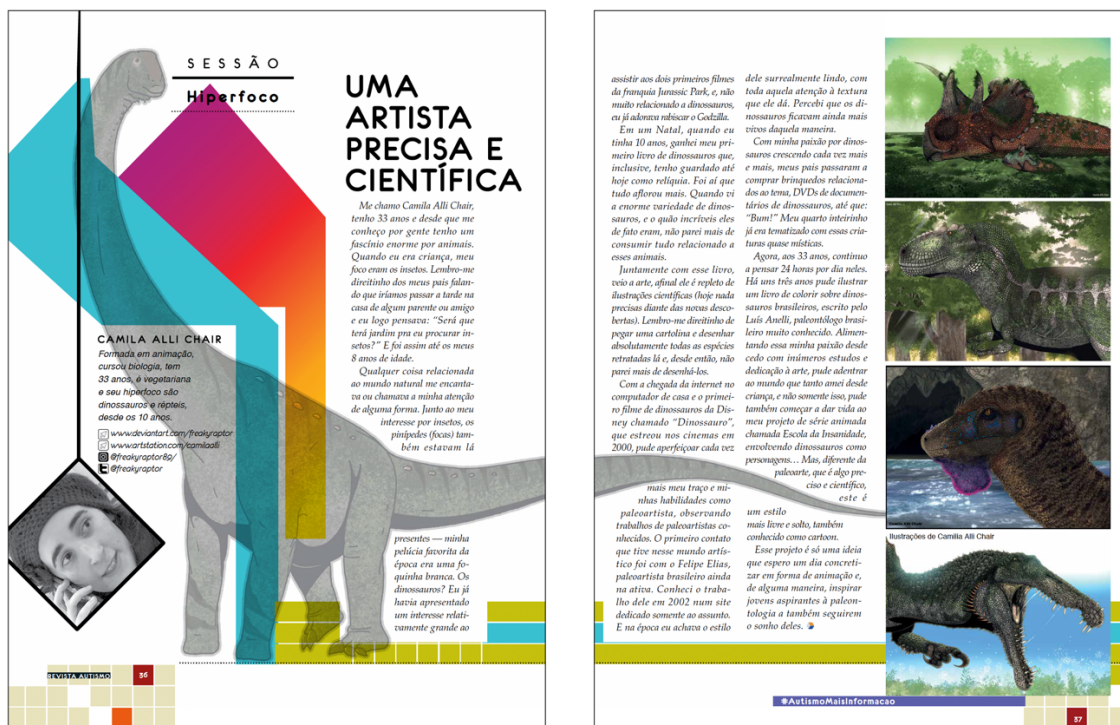 SESSÃO
Hiperfoco
UMA
ARTISTA
PRECISA E
CIENTÍFICA
Me chamo Camila Alli Chair,
tenho 33 anos e desde que me
conheço por gente tenho um
fascínio enorme por animais.
Quando eu era criança, meu
foco eram os insetos. Lembro-me
direitinho dos meus pais falan-
do que iríamos passar a tarde na
casa de algum parente ou amigo
e eu logo pensava: “Será que
terá jardim pra eu procurar in-
setos?” E foi assim até os meus
8 anos de idade.
Qualquer coisa relacionada
ao mundo natural me encanta-
va ou chamava a minha atenção
de alguma forma. Junto ao meu
interesse por insetos, os
pinípedes (focas) tam-
bém estavam lá
presentes — minha
pelúcia favorita da
época era uma fo-
quinha branca. Os
dinossauros? Eu já
havia apresentado
um interesse relati-
vamente grande ao
CAMILA ALLI CHAIR
Formada em animação,
cursou biologia, tem
33 anos, é vegetariana
e seu hiperfoco são
dinossauros e répteis,
desde os 10 anos.
www.deviantart.com/freakyraptor
www.artstation.com/camilaalli
@freakyraptor89/
@freakyraptor
REVISTA AUTISMO
36
assistir aos dois primeiros filmes
da franquia Jurassic Park, e, não
muito relacionado a dinossauros,
eu já adorava rabiscar o Godzilla.
Em um Natal, quando eu
tinha 10 anos, ganhei meu pri-
meiro livro de dinossauros que,
inclusive, tenho guardado até
hoje como relíquia. Foi aí que
tudo aflorou mais. Quando vi
a enorme variedade de dinos-
sauros, e o quão incríveis eles
de fato eram, não parei mais de
consumir tudo relacionado a
esses animais.
Juntamente com esse livro,
veio a arte, afinal ele é repleto de
ilustrações científicas (hoje nada
precisas diante das novas desco-
bertas). Lembro-me direitinho de
pegar uma cartolina e desenhar
absolutamente todas as espécies
retratadas lá e, desde então, não
parei mais de desenhá-los.
Com a chegada da internet no
computador de casa e o primei-
ro filme de dinossauros da Dis-
ney chamado “Dinossauro”,
que estreou nos cinemas em
2000, pude aperfeiçoar cada vez
mais meu traço e mi-
nhas habilidades como
paleoartista, observando
trabalhos de paleoartistas co-
nhecidos. O primeiro contato
que tive nesse mundo artís-
tico foi com o Felipe Elias,
paleoartista brasileiro ainda
na ativa. Conheci o traba-
lho dele em 2002 num site
dedicado somente ao assunto.
E na época eu achava o estilo
dele surrealmente lindo, com
toda aquela atenção à textura
que ele dá. Percebi que os di-
nossauros ficavam ainda mais
vivos daquela maneira.
Com minha paixão por dinos-
sauros crescendo cada vez mais
e mais, meus pais passaram a
comprar brinquedos relaciona-
dos ao tema, DVDs de documen-
tários de dinossauros, até que:
“Bum!” Meu quarto inteirinho
já era tematizado com essas cria-
turas quase místicas.
Agora, aos 33 anos, continuo
a pensar 24 horas por dia neles.
Há uns três anos pude ilustrar
um livro de colorir sobre dinos-
sauros brasileiros, escrito pelo
Luís Anelli, paleontólogo brasi-
leiro muito conhecido. Alimen-
tando essa minha paixão desde
cedo com inúmeros estudos e
dedicação à arte, pude adentrar
ao mundo que tanto amei desde
criança, e não somente isso, pude
também começar a dar vida ao
meu projeto de série animada
chamada Escola da Insanidade,
envolvendo dinossauros como
personagens… Mas, diferente da
paleoarte, que é algo pre-
ciso e científico,
este é
um estilo
mais livre e solto, também
conhecido como cartoon.
Esse projeto é só uma ideia
que espero um dia concreti-
zar em forma de animação e,
de alguma maneira, inspirar
jovens aspirantes à paleon-
tologia a também seguirem
o sonho deles.
Ilustrações de Camilia Alli Chair
#AutismoMaisInformacao
37